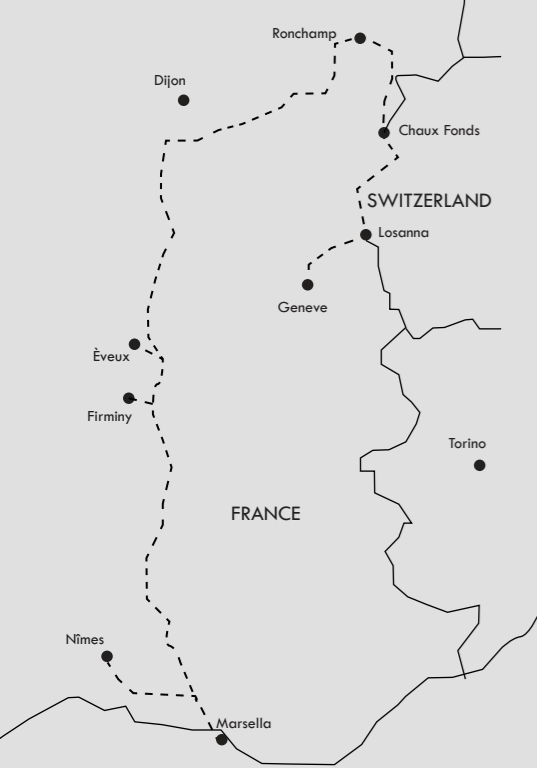 Ronchamp
Dijon
Chaux Fonds
SWITZERLAND
Losanna
Geneve
Èveux
Firminy
Torino
FRANCE
Nîmes
Marsella